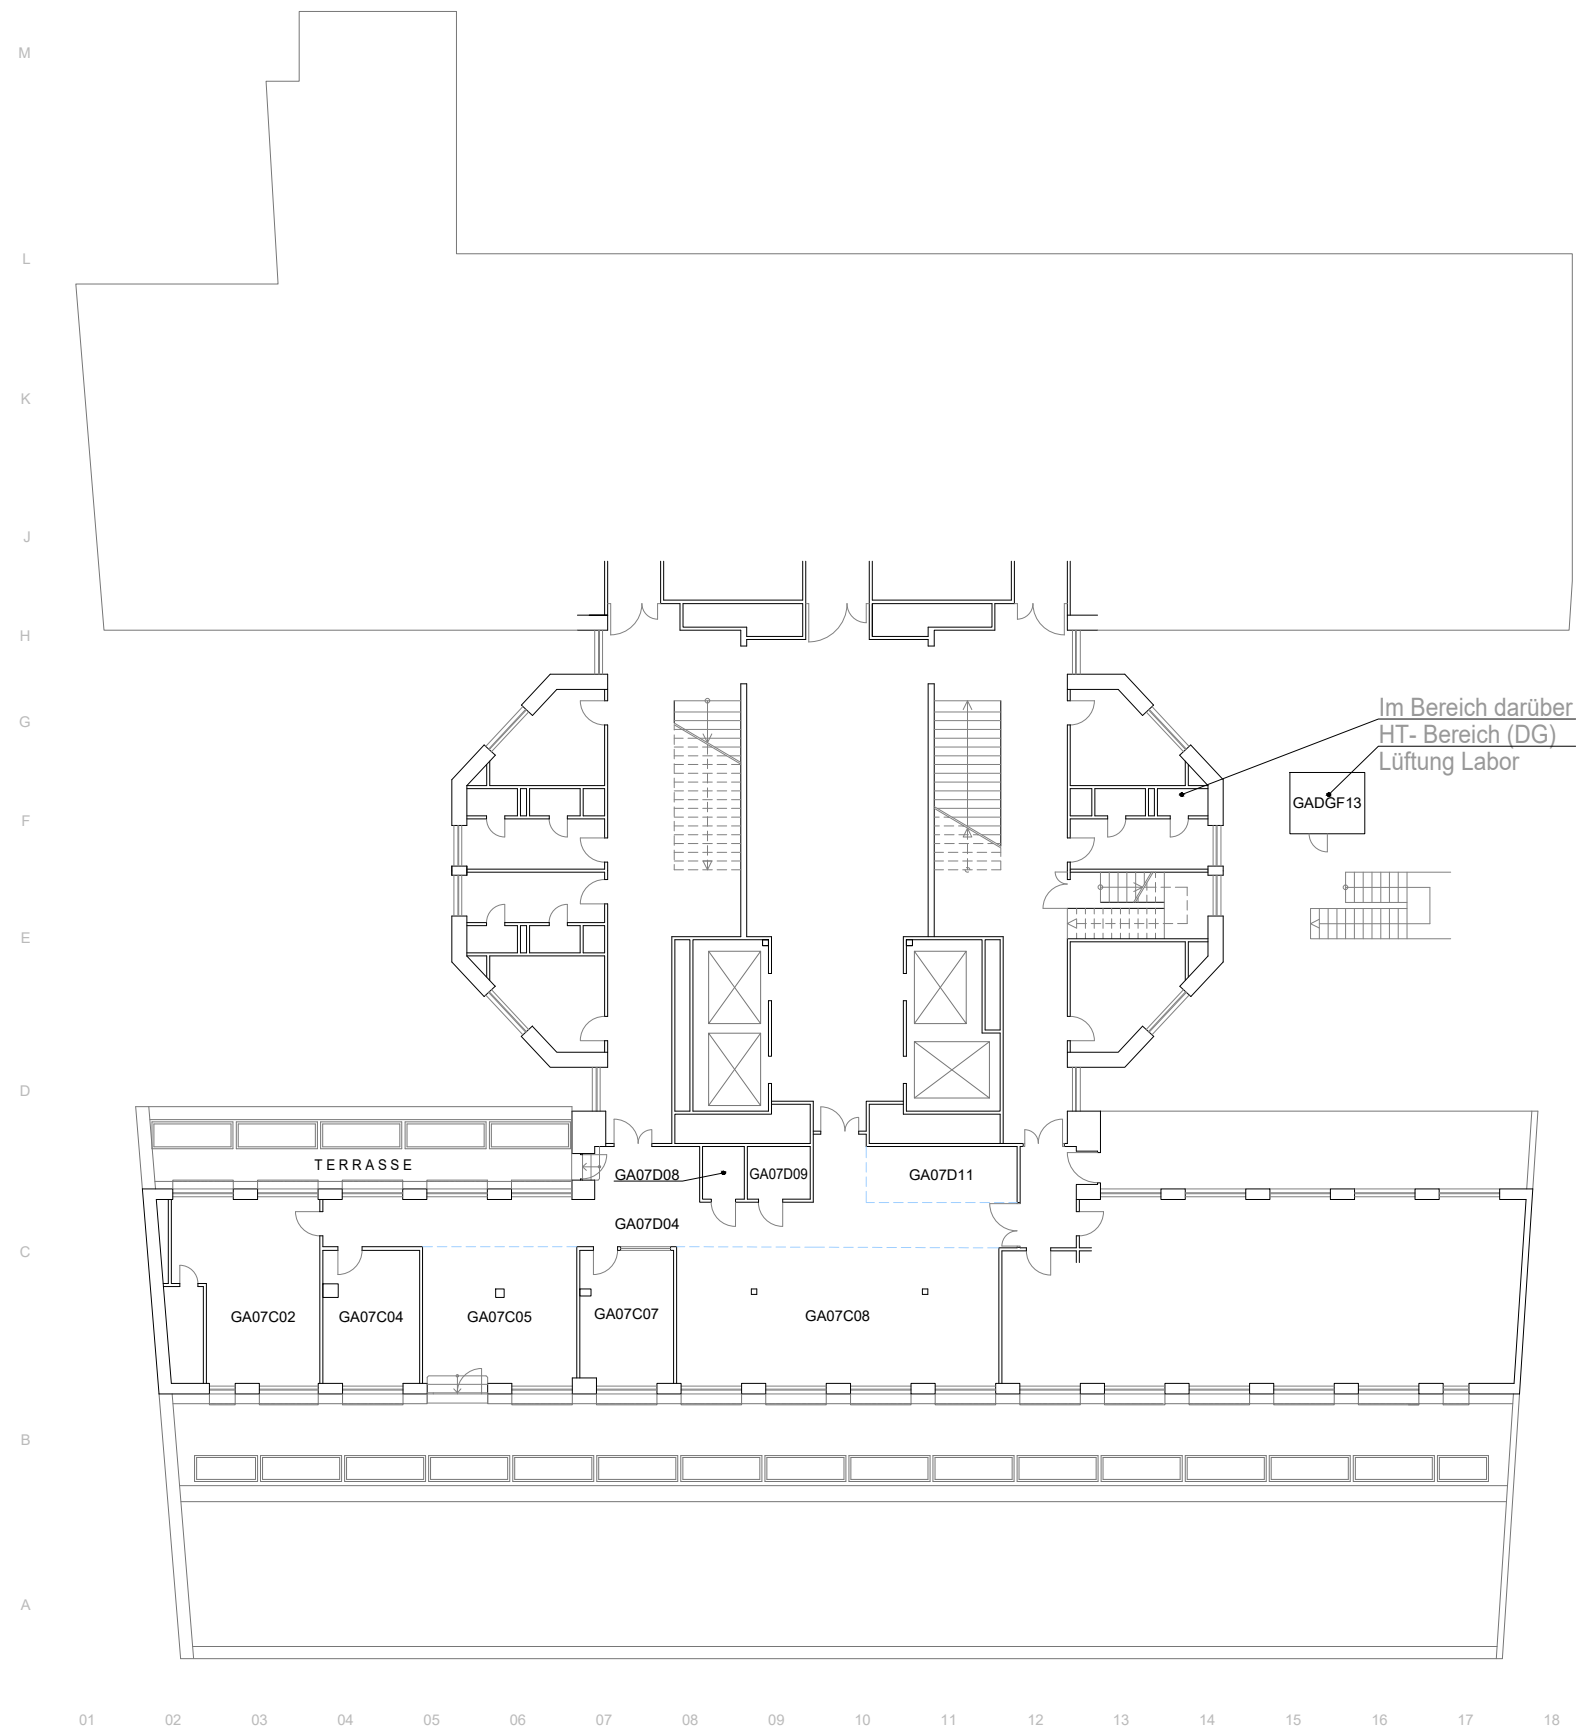 M
L
K
J
H
G
Im Bereich darüber
HT- Bereich (DG)
Lüftung Labor
GADGF13
F
E
D
TERRASSE
GA07D08
GA07D09
GA07D11
GA07D04
C
GA07C02
GA07C04
GA07C05
GA07C07
GA07C08
B
A
01 02 03 04 05 06 07 08 09 10 11 12 13 14 15 16 17 18